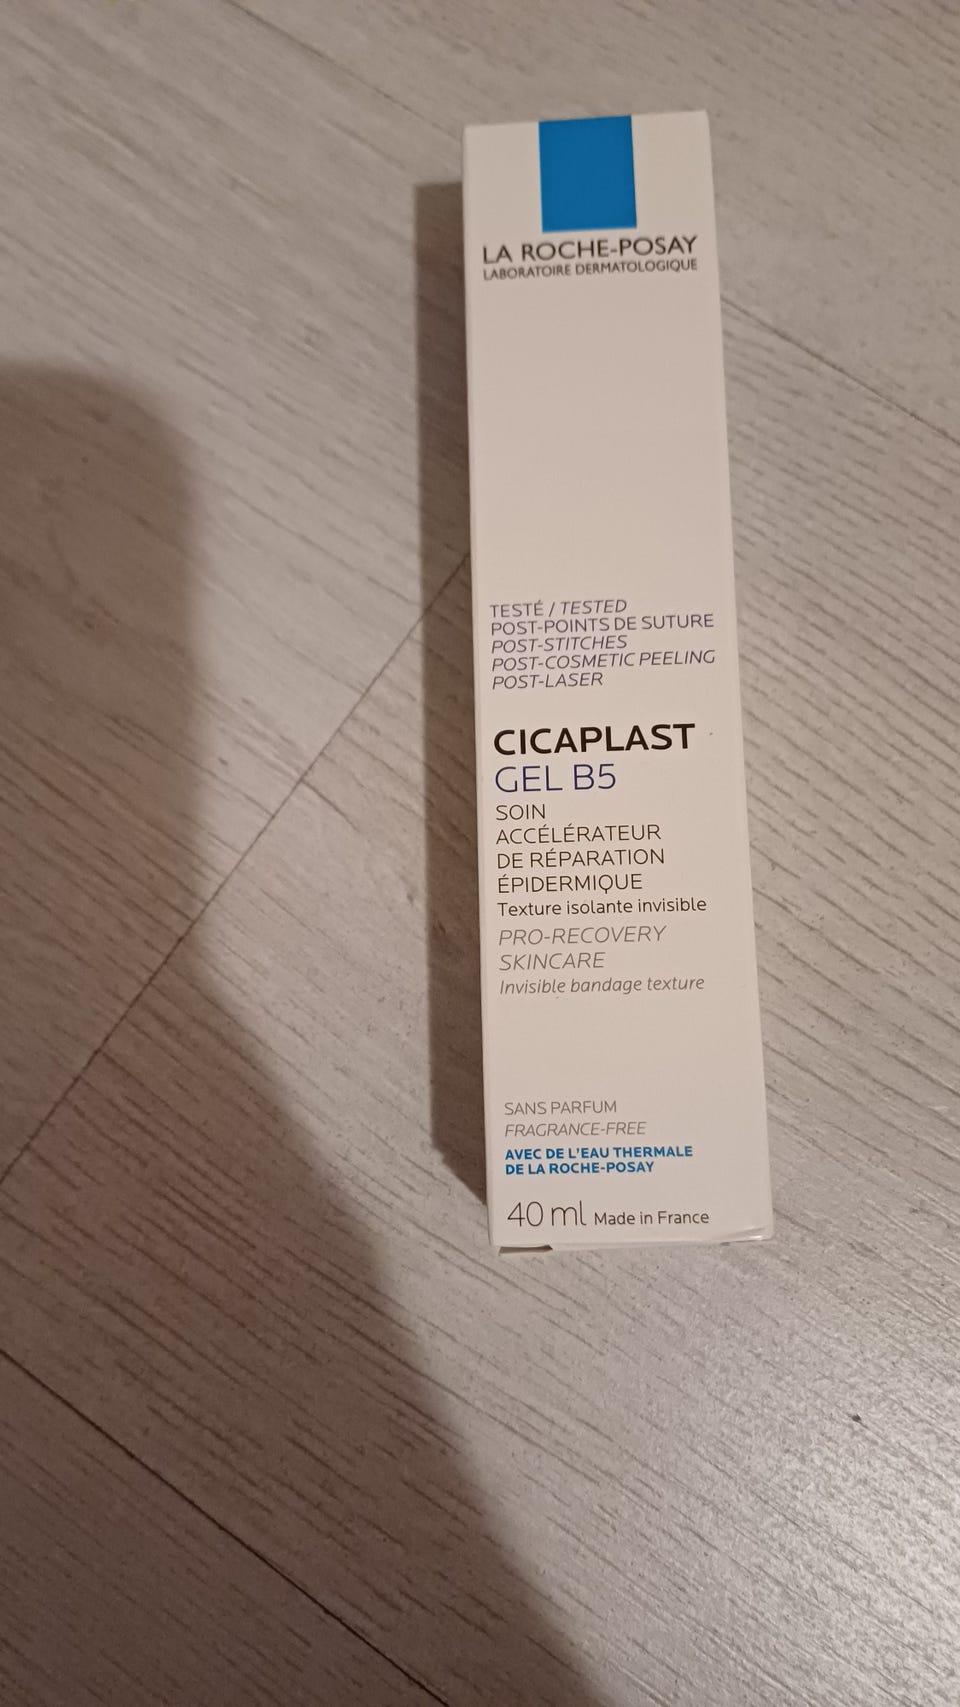 LA ROCHE-POSAY
LABORATOIRE DERMATOLOGIQUE
TESTÉ / TESTED
POST-POINTS DE SUTURE
POST-STITCHES
POST-COSMETIC PEELING
POST-LASER
CICAPLAST
GEL B5
SOIN
ACCÉLÉRATEUR
DE RÉPARATION
ÉPIDERMIQUE
Texture isolante invisible
PRO-RECOVERY
SKINCARE
Invisible bandage texture
SANS PARFUM
FRAGRANCE-FREE
AVEC DE L'EAU THERMALE
DE LA ROCHE-POSAY
40 ml Made in France